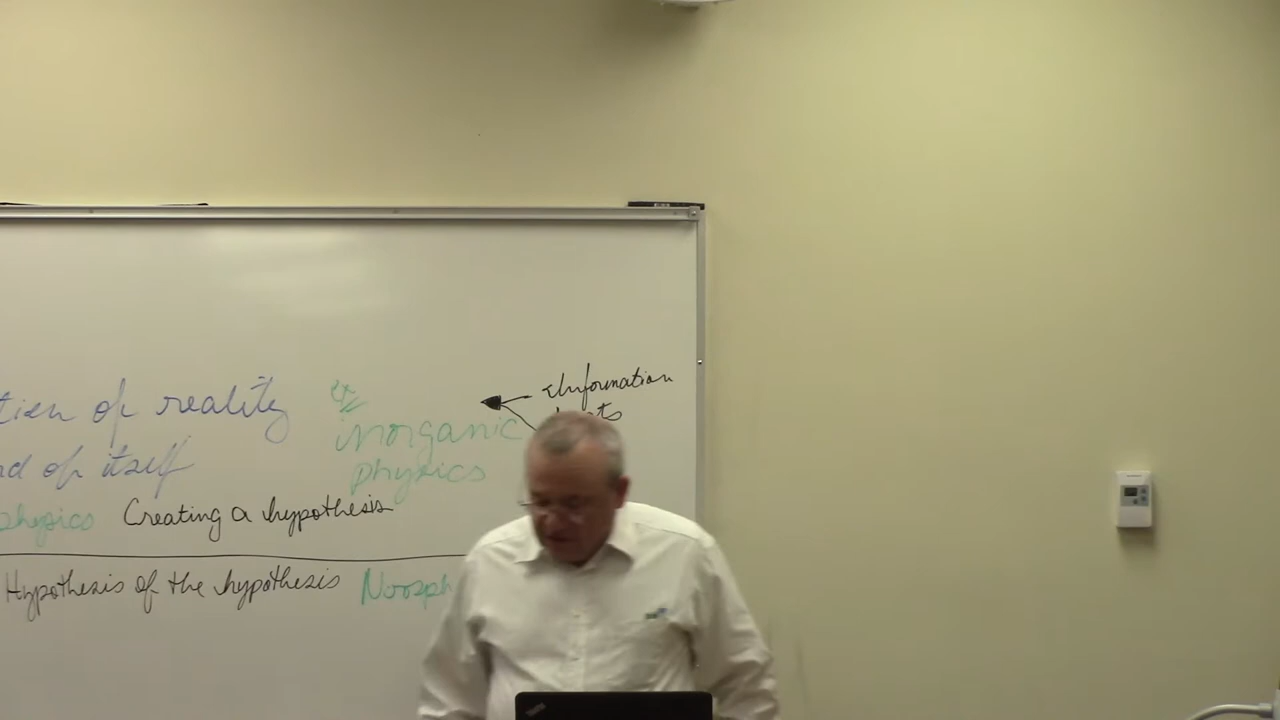 tion of reality
nd of itself
inorganic
physics
Information
physics Creating a hypothesis
Hypothesis of the hypothesis Noosph